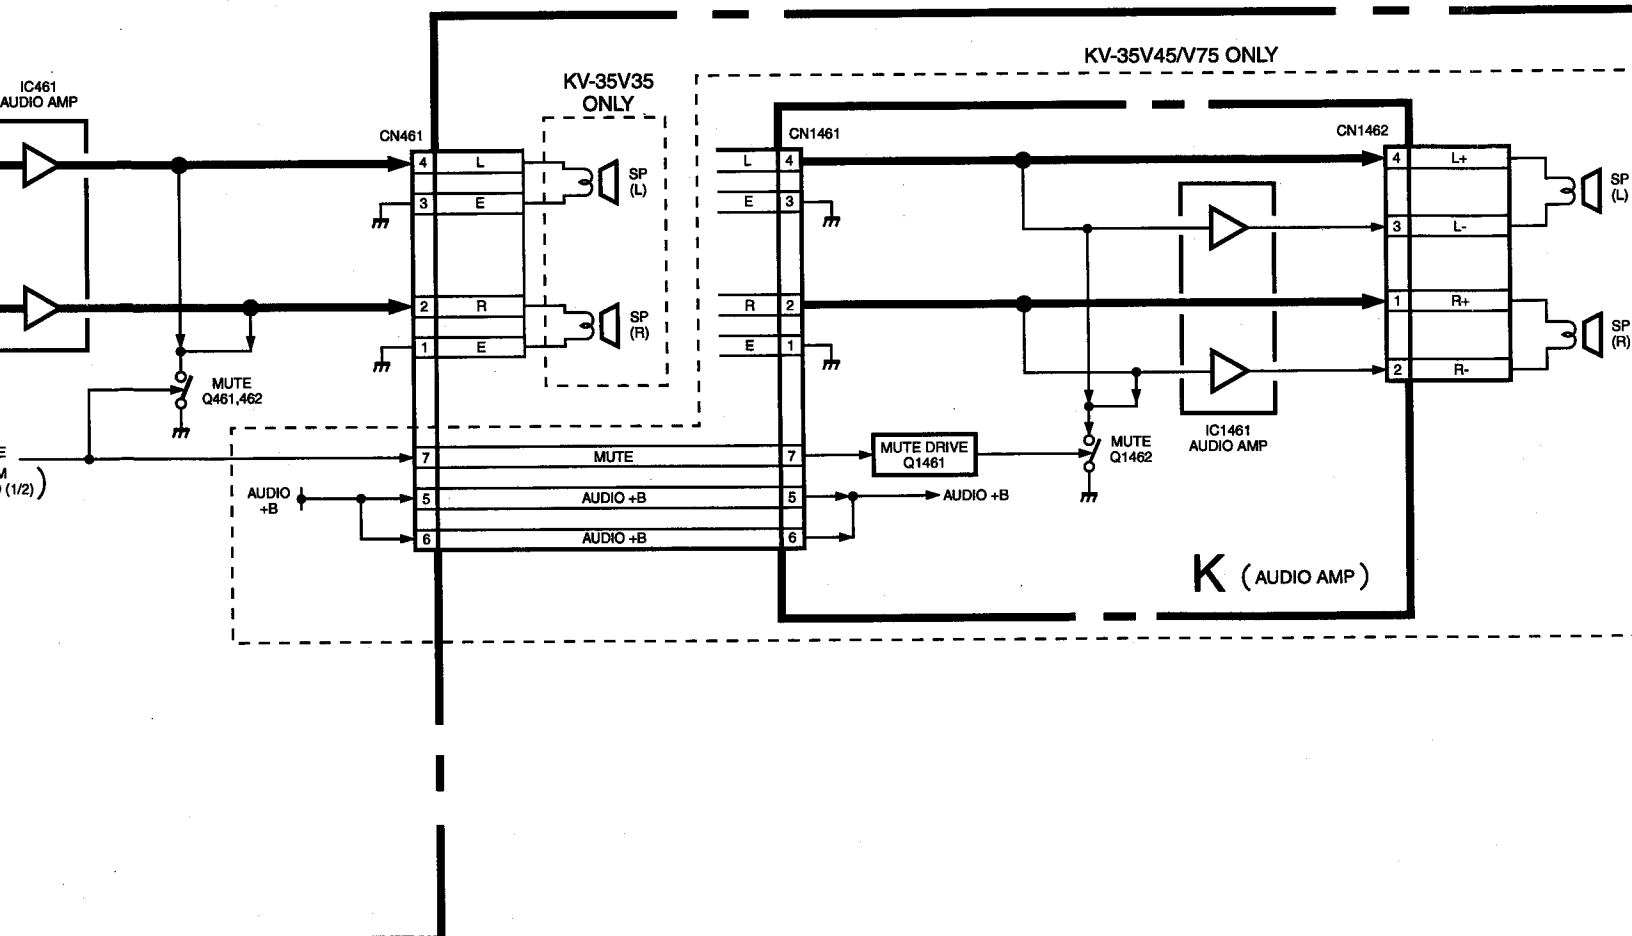 KV-35V45/V75 ONLY
IC461
AUDIO AMP
KV-35V35
ONLY
CN461
CN1461
CN1462
4 L
3 E
2 R
1 E
SP
(L)
SP
(R)
L 4
E 3
R 2
E 1
4 L+
3 L-
1 R+
2 R-
SP
(L)
SP
(R)
MUTE
Q461,462
IC1461
AUDIO AMP
E
M
(1/2))
7 MUTE 7
MUTE DRIVE
Q1461
MUTE
Q1462
AUDIO
+B
5 AUDIO +B 5
AUDIO +B
6 AUDIO +B 6
K (AUDIO AMP)